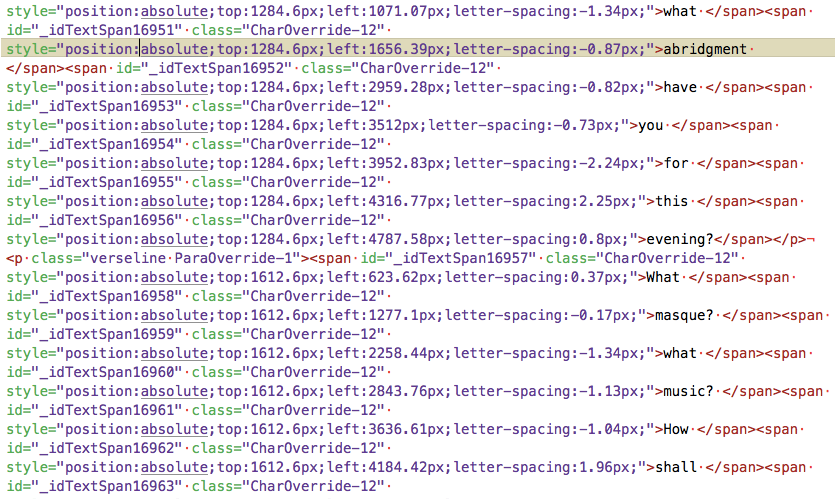 style="position:absolute;top:1284.6px;left:1071.07px;letter-spacing:-1.34px;">what·</span><span·
id="_idTextSpan16951"·class="CharOverride-12"·
style="position:absolute;top:1284.6px;left:1656.39px;letter-spacing:-0.87px;">abridgment·
</span><span·id="_idTextSpan16952"·class="CharOverride-12"·
style="position:absolute;top:1284.6px;left:2959.28px;letter-spacing:-0.82px;">have·</span><span·
id="_idTextSpan16953"·class="CharOverride-12"·
style="position:absolute;top:1284.6px;left:3512px;letter-spacing:-0.73px;">you·</span><span·
id="_idTextSpan16954"·class="CharOverride-12"·
style="position:absolute;top:1284.6px;left:3952.83px;letter-spacing:-2.24px;">for·</span><span·
id="_idTextSpan16955"·class="CharOverride-12"·
style="position:absolute;top:1284.6px;left:4316.77px;letter-spacing:2.25px;">this·</span><span·
id="_idTextSpan16956"·class="CharOverride-12"·
style="position:absolute;top:1284.6px;left:4787.58px;letter-spacing:0.8px;">evening?</span></p>¬
<p·class="verseline·ParaOverride-1"><span·id="_idTextSpan16957"·class="CharOverride-12"·
style="position:absolute;top:1612.6px;left:623.62px;letter-spacing:0.37px;">What·</span><span·
id="_idTextSpan16958"·class="CharOverride-12"·
style="position:absolute;top:1612.6px;left:1277.1px;letter-spacing:-0.17px;">masque?·</span><span·
id="_idTextSpan16959"·class="CharOverride-12"·
style="position:absolute;top:1612.6px;left:2258.44px;letter-spacing:-1.34px;">what·</span><span·
id="_idTextSpan16960"·class="CharOverride-12"·
style="position:absolute;top:1612.6px;left:2843.76px;letter-spacing:-1.13px;">music?·</span><span·
id="_idTextSpan16961"·class="CharOverride-12"·
style="position:absolute;top:1612.6px;left:3636.61px;letter-spacing:-1.04px;">How·</span><span·
id="_idTextSpan16962"·class="CharOverride-12"·
style="position:absolute;top:1612.6px;left:4184.42px;letter-spacing:1.96px;">shall·</span><span·
id="_idTextSpan16963"·class="CharOverride-12"·